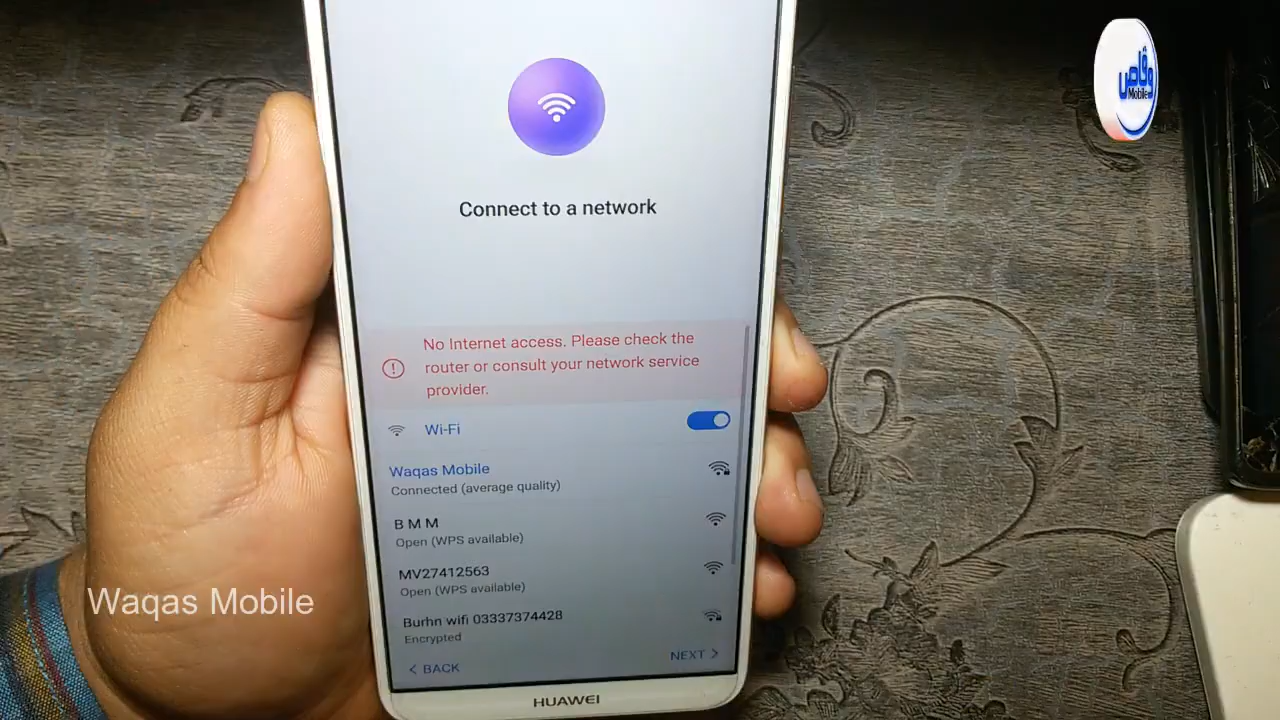 وقاص
Mobile
Connect to a network
No Internet access. Please check the
router or consult your network service
provider.
Wi-Fi
Waqas Mobile
Connected (average quality)
B M M
Open (WPS available)
MV27412563
Open (WPS available)
Burhn wifi 03337374428
Encrypted
BACK
NEXT
HUAWEI
Waqas Mobile